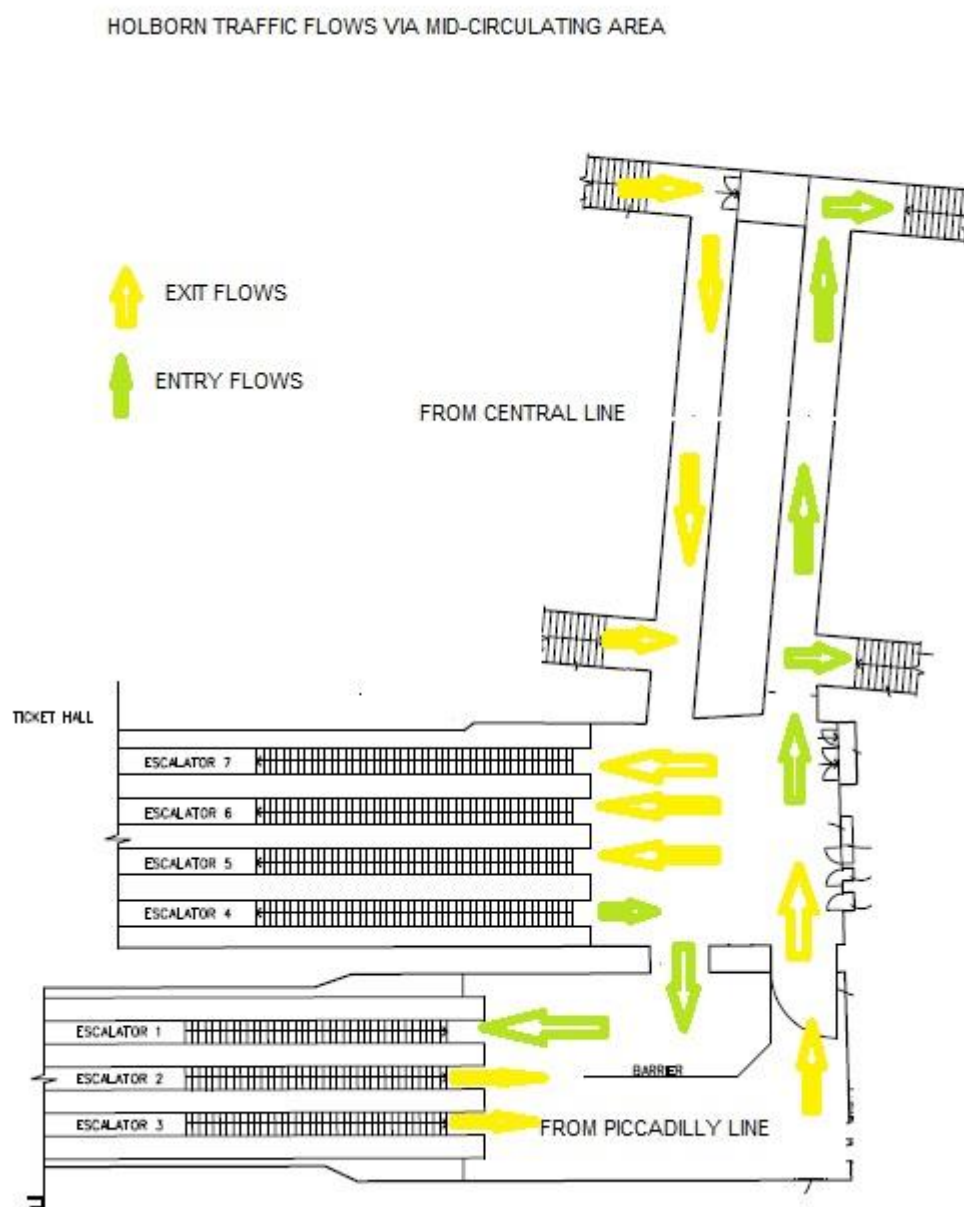 HOLBORN TRAFFIC FLOWS VIA MID-CIRCULATING AREA
EXIT FLOWS
ENTRY FLOWS
FROM CENTRAL LINE
TICKET HALL
ESCALATOR 7
ESCALATOR 6
ESCALATOR 5
ESCALATOR 4
ESCALATOR 1
ESCALATOR 2
BARRIER
ESCALATOR 3
FROM PICCADILLY LINE